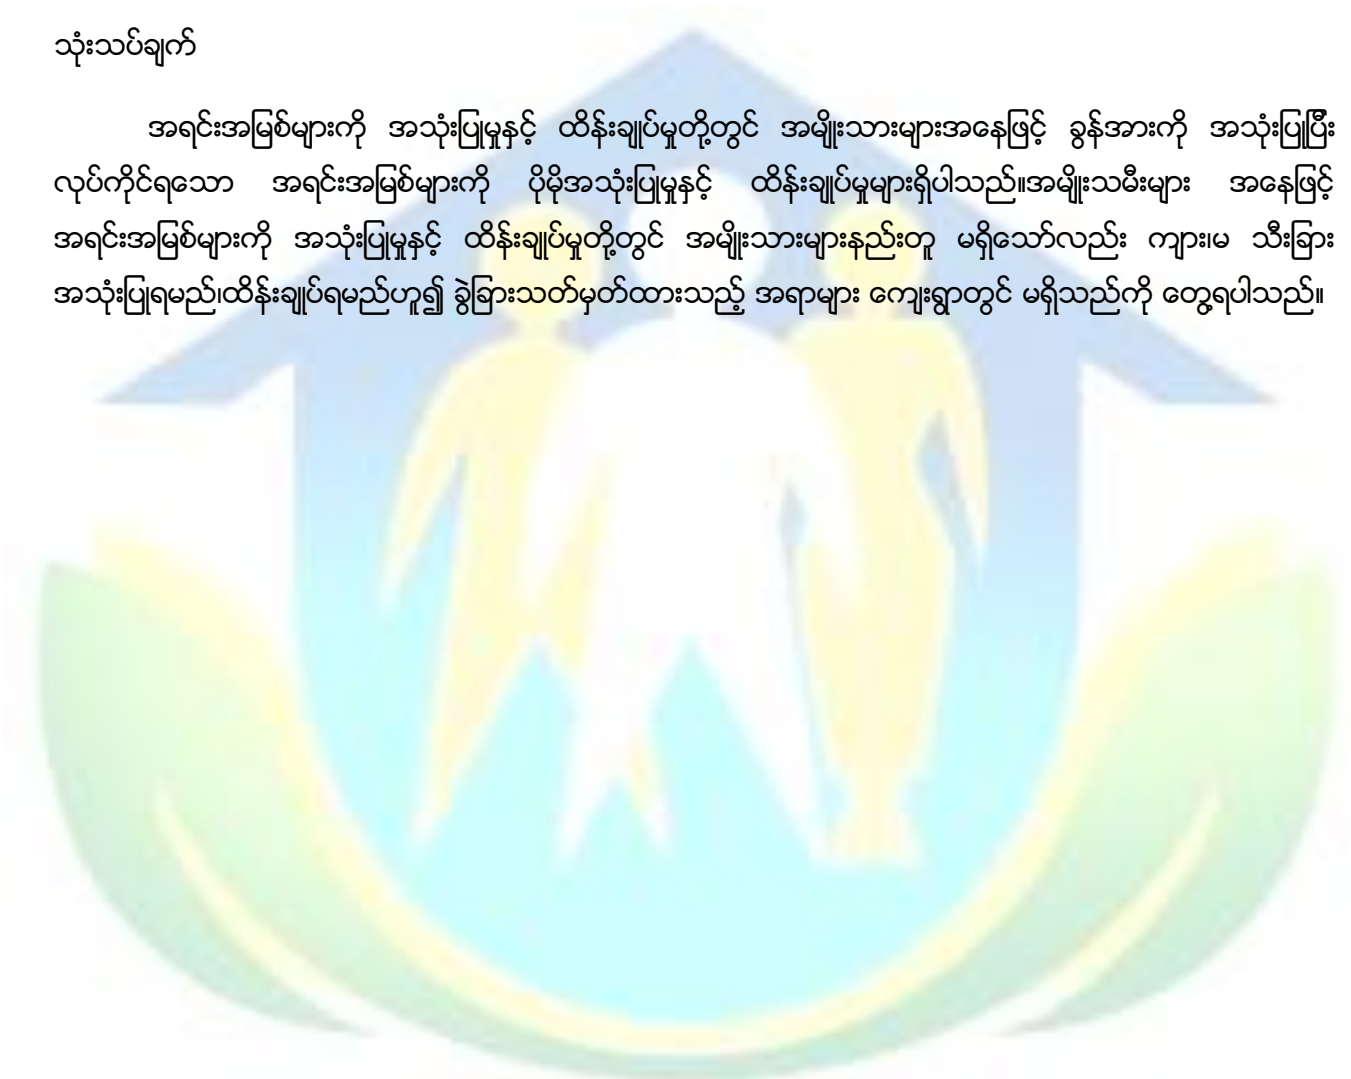 သုံးသပ်ချက်
အရင်းအမြစ်များကို အသုံးပြုမှုနှင့် ထိန်းချုပ်မှုတို့တွင် အမျိုးသားများအနေဖြင့် ခွန်အားကို အသုံးပြုပြီး
လုပ်ကိုင်ရသော အရင်းအမြစ်များကို ပိုမိုအသုံးပြုမှုနှင့် ထိန်းချုပ်မှုများရှိပါသည်။အမျိုးသမီးများ အနေဖြင့်
အရင်းအမြစ်များကို အသုံးပြုမှုနှင့် ထိန်းချုပ်မှုတို့တွင် အမျိုးသားများနည်းတူ မရှိသော်လည်း ကျား၊မ သီးခြား
အသုံးပြုရမည်၊ထိန်းချုပ်ရမည်ဟူ၍ ခွဲခြားသတ်မှတ်ထားသည့် အရာများ ကျေးရွာတွင် မရှိသည်ကို တွေ့ရပါသည်။